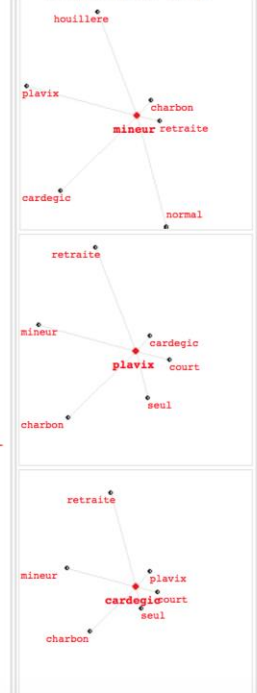 houillere
plavix
charbon
mineur retraite
cardegic
normal
retraite
mineur
cardegic
plavix court
seul
charbon
retraite
mineur
plavix
cardegic court
seul
charbon